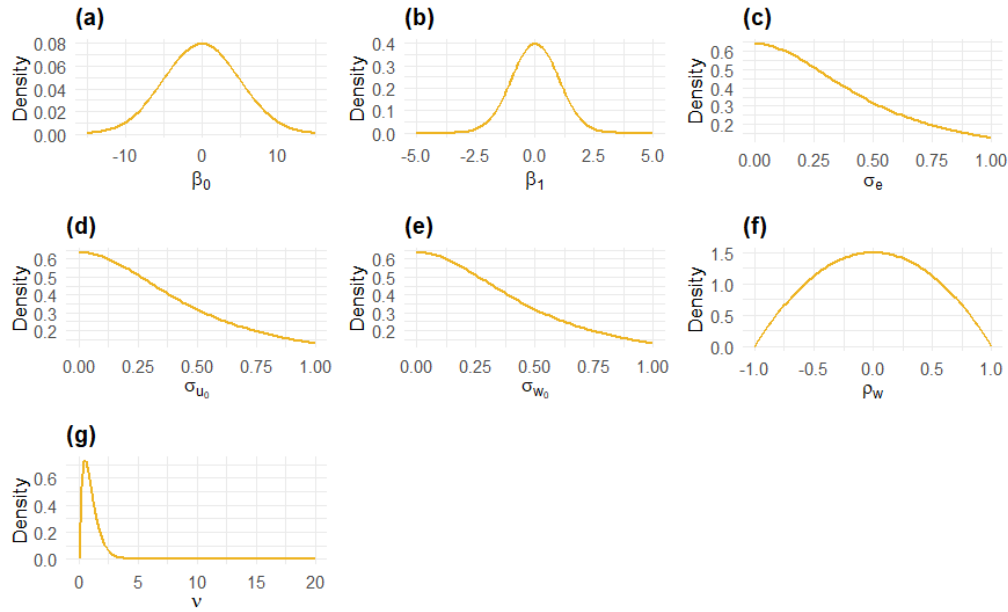 (a)
Density
0.08
0.06
0.04
0.02
0.00
-10 0 10
β0
(b)
Density
0.4
0.3
0.2
0.1
0.0
-5.0 -2.5 0.0 2.5 5.0
β1
(c)
Density
0.6
0.5
0.4
0.3
0.2
0.00 0.25 0.50 0.75 1.00
σe
(d)
Density
0.6
0.5
0.4
0.3
0.2
0.00 0.25 0.50 0.75 1.00
σu0
(e)
Density
0.6
0.5
0.4
0.3
0.2
0.00 0.25 0.50 0.75 1.00
σw0
(f)
Density
1.5
1.0
0.5
0.0
-1.0 -0.5 0.0 0.5 1.0
ρw
(g)
Density
0.6
0.4
0.2
0.0
0 5 10 15 20
ν